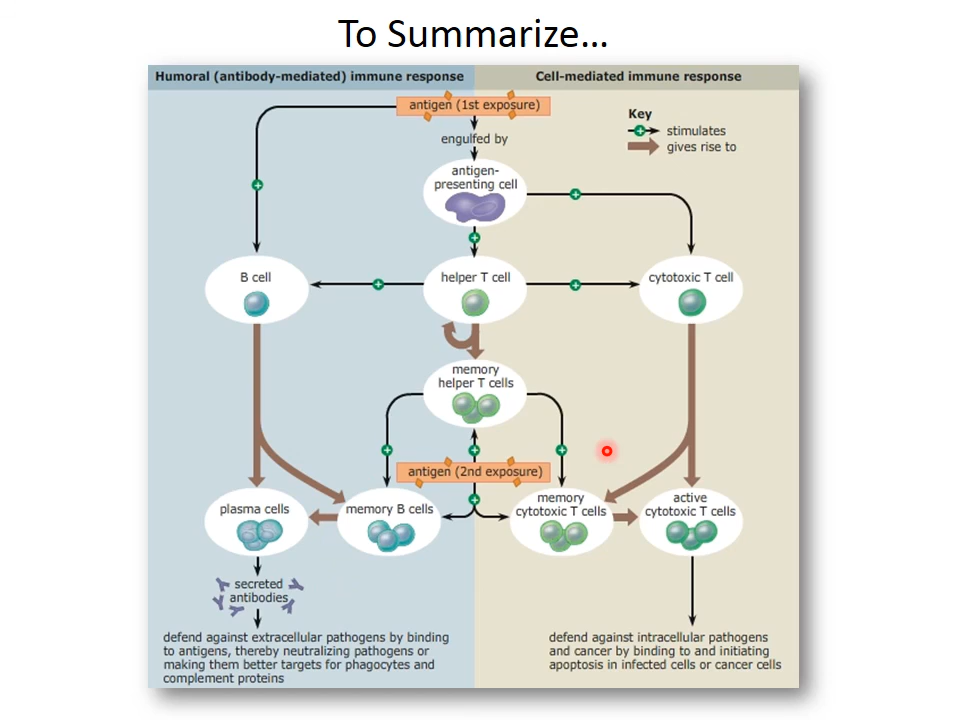 To Summarize...
Humoral (antibody-mediated) immune response
Cell-mediated immune response
antigen (1st exposure)
Key
stimulates
gives rise to
engulfed by
antigen-
presenting cell
B cell
helper T cell
cytotoxic T cell
memory
helper T cells
antigen (2nd exposure)
plasma cells
memory B cells
memory
cytotoxic T cells
active
cytotoxic T cells
secreted
antibodies
defend against extracellular pathogens by binding
to antigens, thereby neutralizing pathogens or
making them better targets for phagocytes and
complement proteins
defend against intracellular pathogens
and cancer by binding to and initiating
apoptosis in infected cells or cancer cells